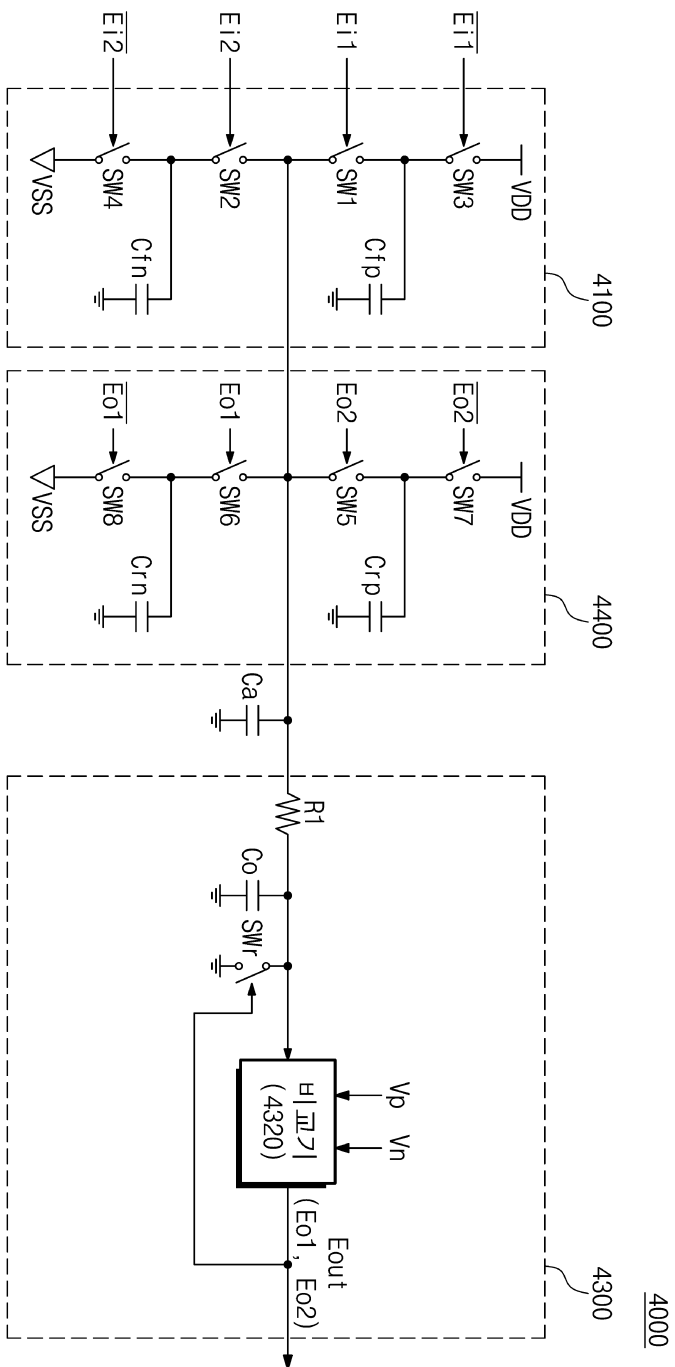 4000
4100
4400
4300
VDD
SW3
SW1
SW2
SW4
VSS
Cfp
Cfn
Ei1
Ei1
Ei2
Ei2
VDD
SW7
SW5
SW6
SW8
VSS
Crp
Crn
Eo2
Eo2
Eo1
Eo1
Ca
R1
Co
SWr
Vp
Vn
비교기
(4320)
Eout
(Eo1, Eo2)